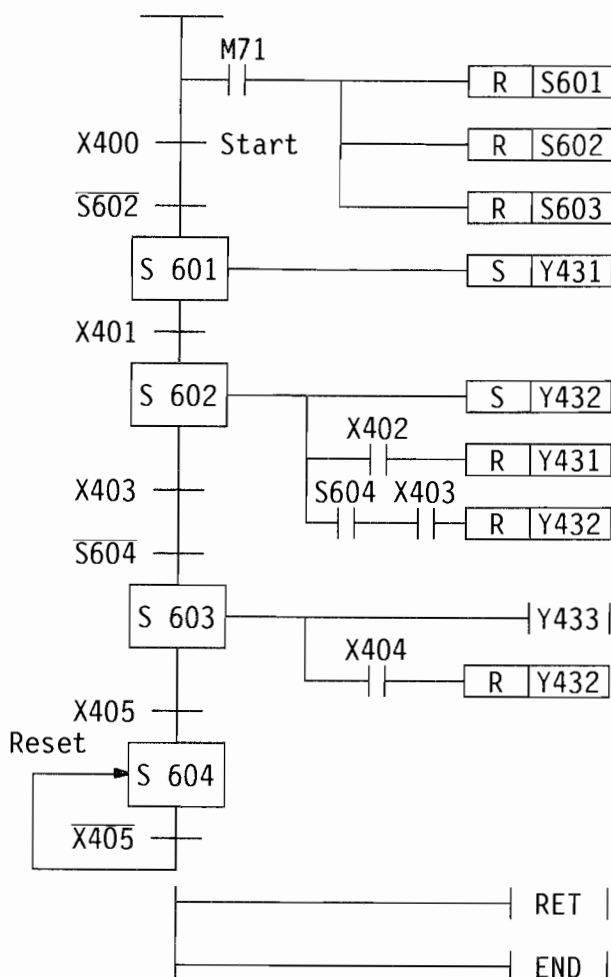 M71
R S601
X400 Start
R S602
S602
R S603
S 601
S Y431
X401
S 602
S Y432
X402
R Y431
X403
S604 X403
R Y432
S604
S 603
Y433
X404
R Y432
X405
Reset
S 604
X405
RET
END